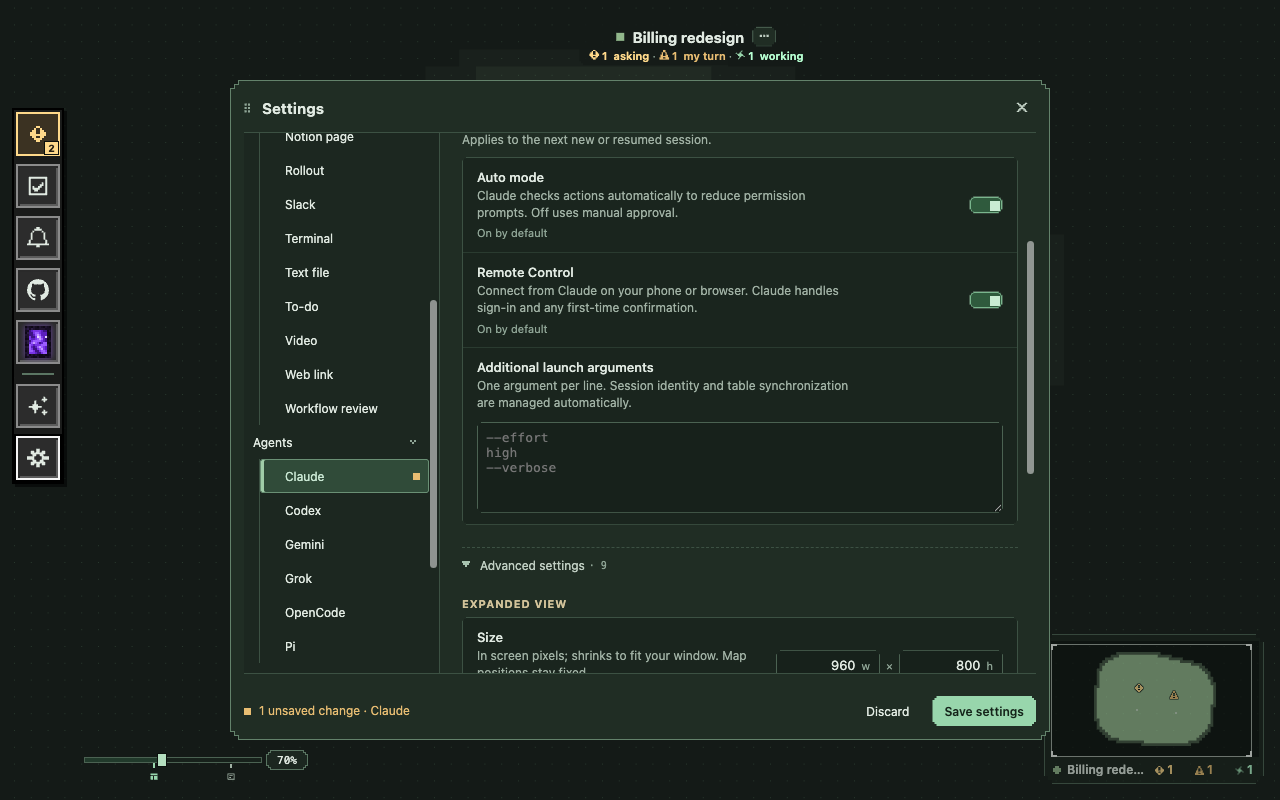 Billing redesign
1 asking · 1 my turn · 1 working
Settings
2
Notion page
Rollout
Slack
Terminal
Text file
To-do
Video
Web link
Workflow review
Agents
Claude
Codex
Gemini
Grok
OpenCode
Pi
Applies to the next new or resumed session.
Auto mode
Claude checks actions automatically to reduce permission
prompts. Off uses manual approval.
On by default
Remote Control
Connect from Claude on your phone or browser. Claude handles
sign-in and any first-time confirmation.
On by default
Additional launch arguments
One argument per line. Session identity and table synchronization
are managed automatically.
--effort
high
--verbose
Advanced settings · 9
EXPANDED VIEW
Size
In screen pixels; shrinks to fit your window. Map
positions stay fixed.
960 w × 800 h
1 unsaved change · Claude
Discard
Save settings
70%
Billing rede... 1 1 1